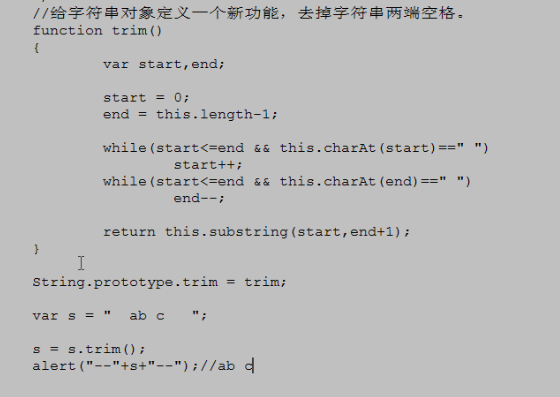 //给字符串对象定义一个新功能，去掉字符串两端空格。
function trim()
{
var start,end;
start = 0;
end = this.length-1;
while(start<=end && this.charAt(start)==" ")
start++;
while(start<=end && this.charAt(end)==" ")
end--;
return this.substring(start,end+1);
}
String.prototype.trim = trim;
var s = "  ab c   ";
s = s.trim();
alert("--"+s+"--");//ab c